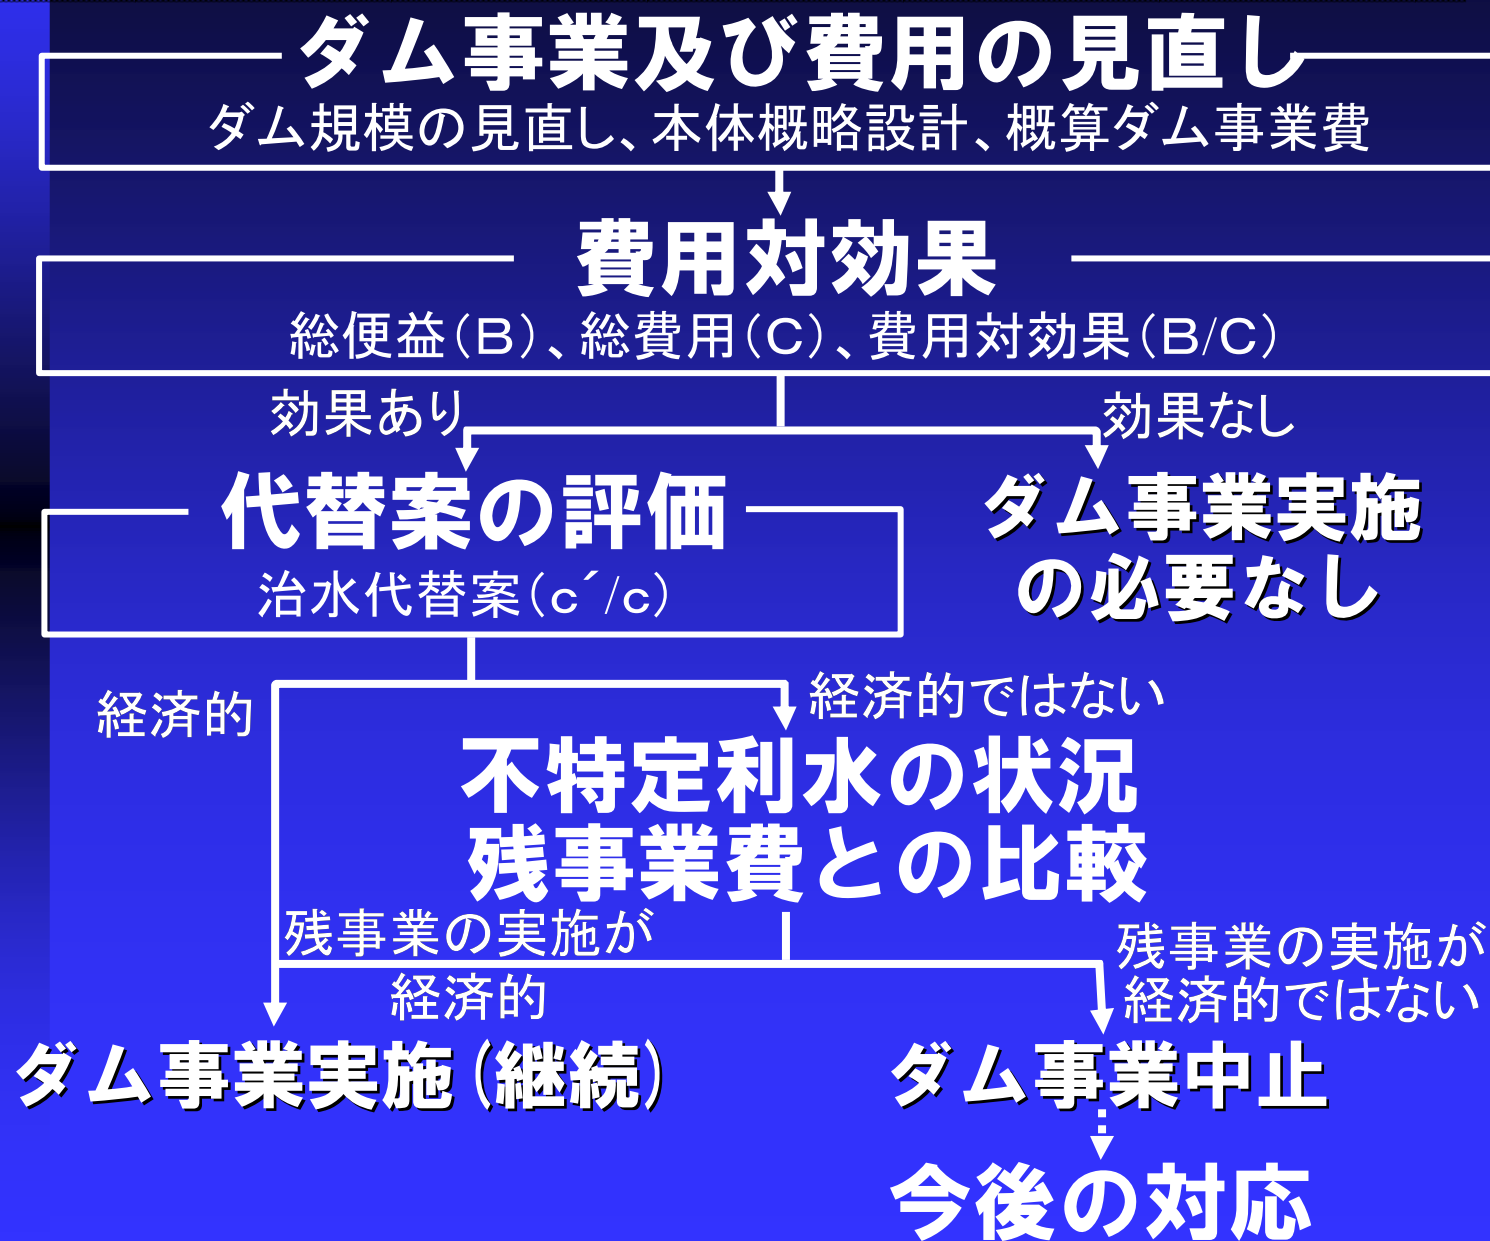 ダム事業及び費用の見直し
ダム規模の見直し、本体概略設計、概算ダム事業費
費用対効果
総便益(B)、総費用(C)、費用対効果(B/C)
効果あり
効果なし
代替案の評価
治水代替案(c´/c)
ダム事業実施
の必要なし
経済的
経済的ではない
不特定利水の状況
残事業費との比較
残事業の実施が
経済的
残事業の実施が
経済的ではない
ダム事業実施(継続)
ダム事業中止
今後の対応